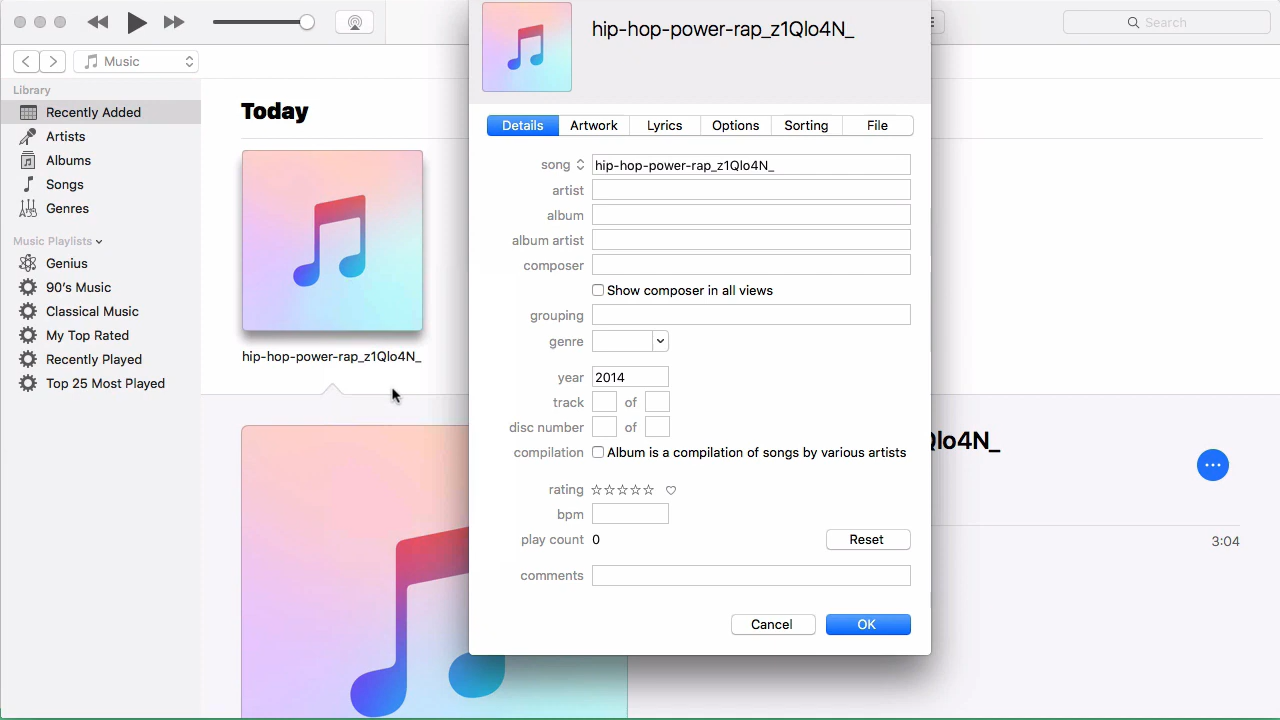 Search
Music
Library
Recently Added
Artists
Albums
Songs
Genres
Music Playlists
Genius
90's Music
Classical Music
My Top Rated
Recently Played
Top 25 Most Played
Today
hip-hop-power-rap_z1Qlo4N_
Qlo4N_
3:04
hip-hop-power-rap_z1Qlo4N_
Details Artwork Lyrics Options Sorting File
song hip-hop-power-rap_z1Qlo4N_
artist
album
album artist
composer
Show composer in all views
grouping
genre
year 2014
track of
disc number of
compilation Album is a compilation of songs by various artists
rating
bpm
play count 0 Reset
comments
Cancel OK